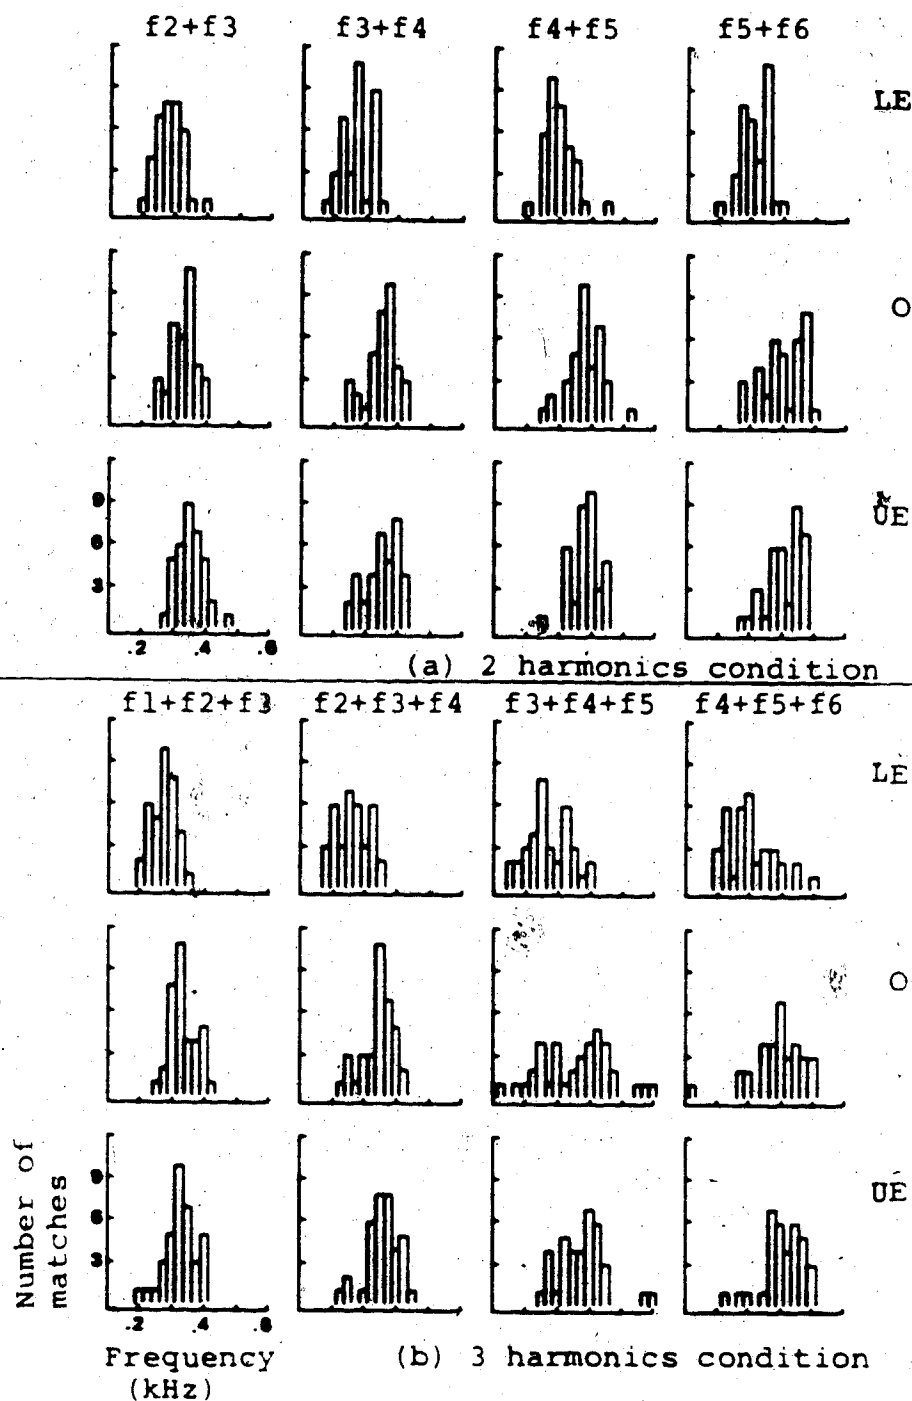 f2+f3 f3+f4 f4+f5 f5+f6
LE
O
9
6
3
UE
.2 .4 .6
(a) 2 harmonics condition
f1+f2+f3 f2+f3+f4 f3+f4+f5 f4+f5+f6
LE
O
Number of
matches
9
6
3
UE
.2 .4 .6
Frequency
(kHz)
(b) 3 harmonics condition